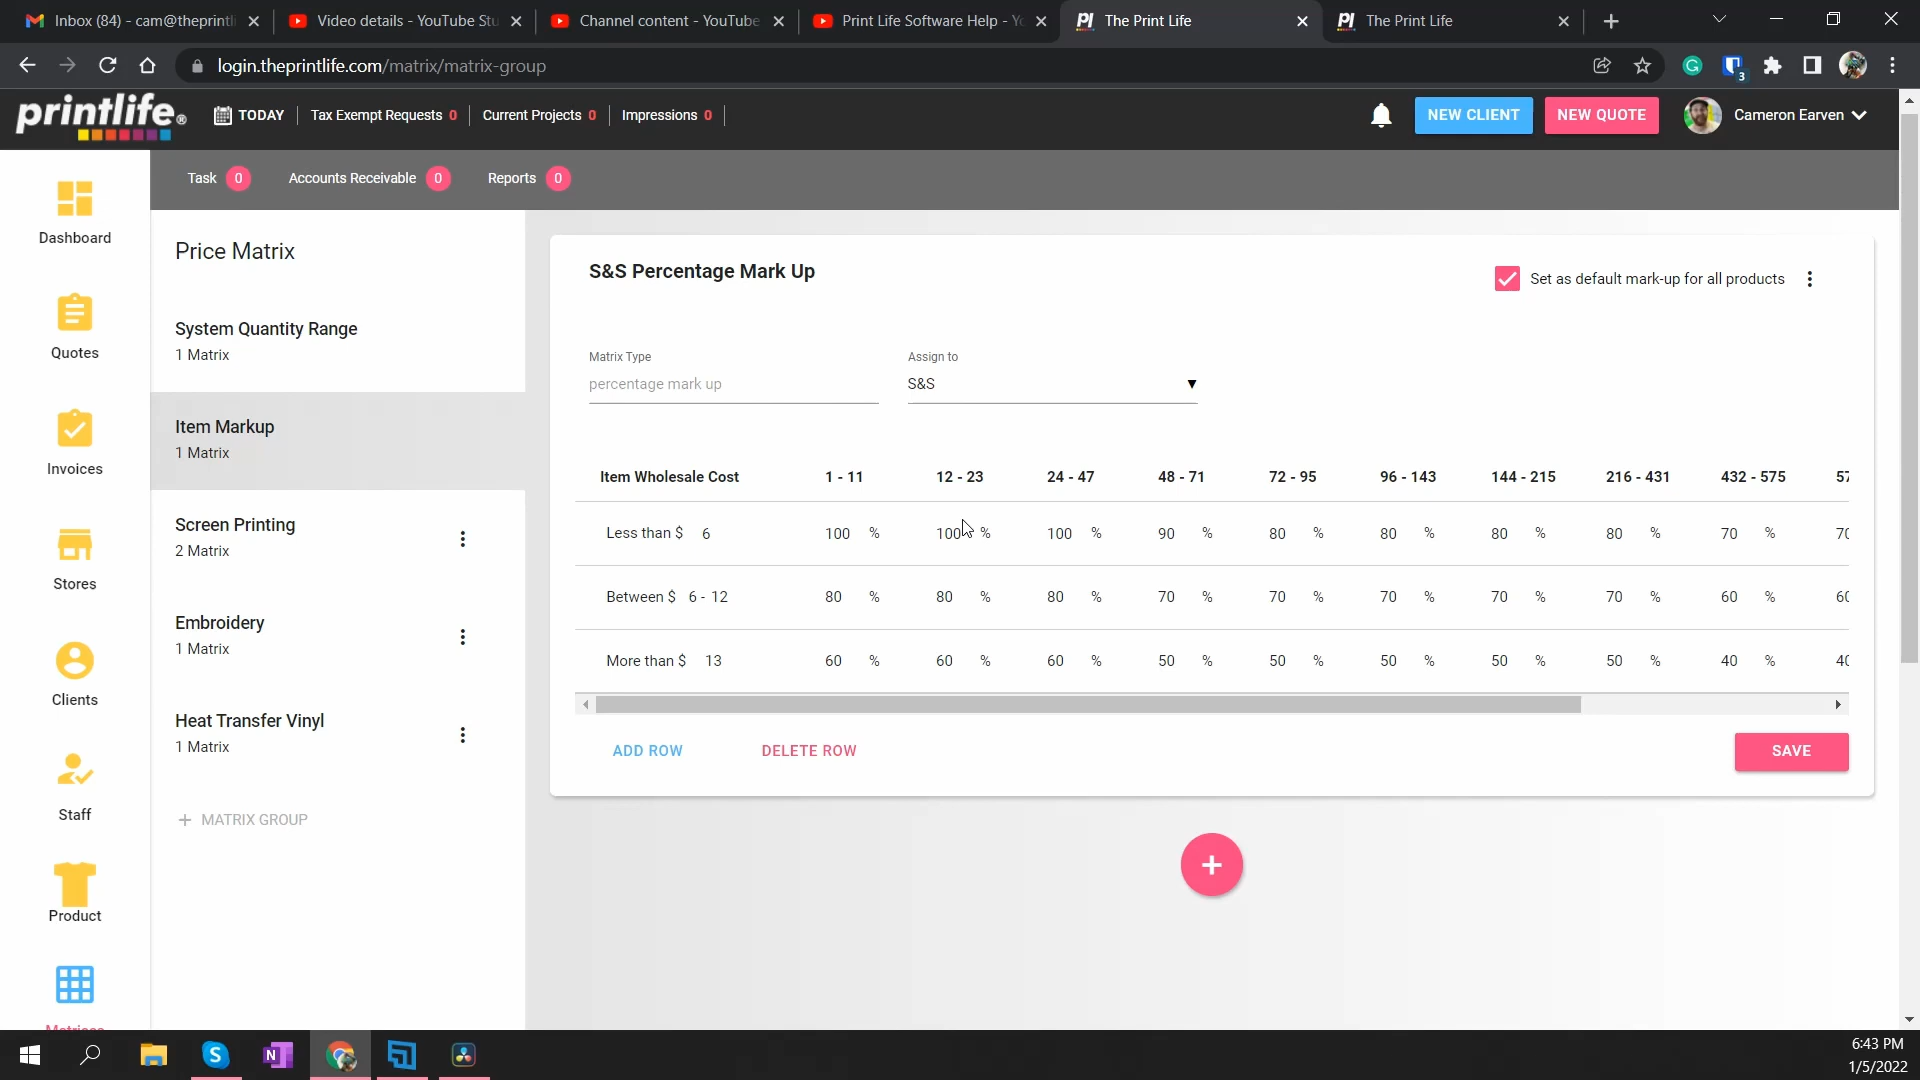 Inbox (84) - cam@theprintli
Video details - YouTube Stu
Channel content - YouTube
Print Life Software Help - Yo
The Print Life
The Print Life
login.theprintlife.com/matrix/matrix-group
3
printlife®
TODAY
Tax Exempt Requests 0
Current Projects 0
Impressions 0
NEW CLIENT
NEW QUOTE
Cameron Earven
Task 0
Accounts Receivable 0
Reports 0
Dashboard
Quotes
Invoices
Stores
Clients
Staff
Product
Matrices
Price Matrix
System Quantity Range
1 Matrix
Item Markup
1 Matrix
Screen Printing
2 Matrix
Embroidery
1 Matrix
Heat Transfer Vinyl
1 Matrix
+ MATRIX GROUP
S&S Percentage Mark Up
Set as default mark-up for all products
Matrix Type
percentage mark up
Assign to
S&S
Item Wholesale Cost 1 - 11 12 - 23 24 - 47 48 - 71 72 - 95 96 - 143 144 - 215 216 - 431 432 - 575 57
Less than $ 6 100 % 100 % 100 % 90 % 80 % 80 % 80 % 80 % 70 % 70
Between $ 6 - 12 80 % 80 % 80 % 70 % 70 % 70 % 70 % 70 % 60 % 60
More than $ 13 60 % 60 % 60 % 50 % 50 % 50 % 50 % 50 % 40 % 40
ADD ROW
DELETE ROW
SAVE
+
6:43 PM
1/5/2022